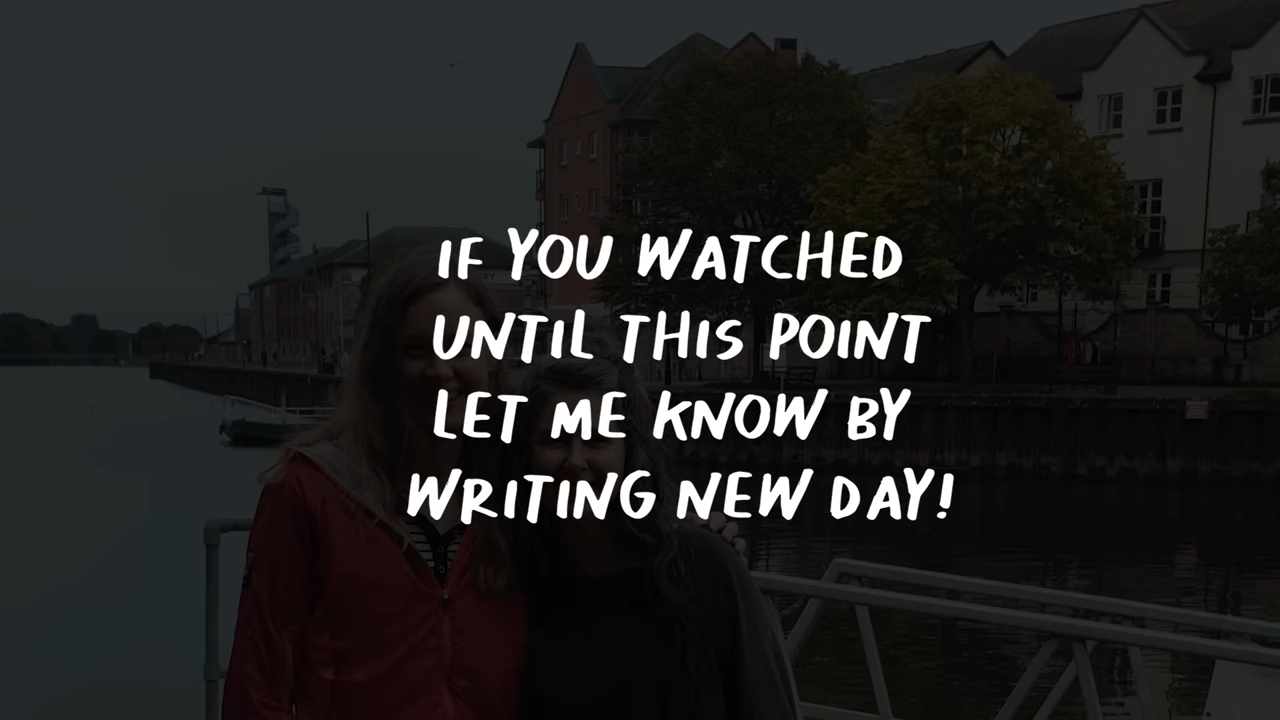 IF YOU WATCHED
UNTIL THIS POINT
LET ME KNOW BY
WRITING NEW DAY!